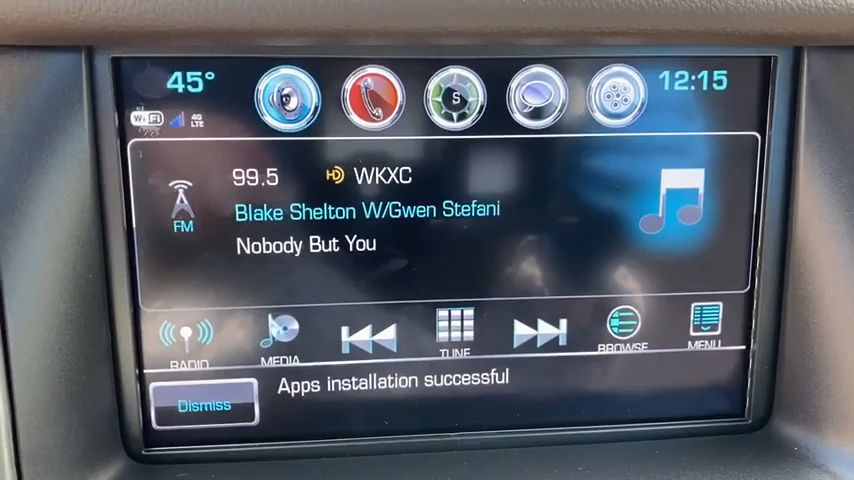 45°
S
12:15
WiFi
4G
LTE
99.5
HD WKXC
FM
Blake Shelton W/Gwen Stefani
Nobody But You
RADIO
MEDIA
TUNE
BROWSE
MENU
Dismiss
Apps installation successful